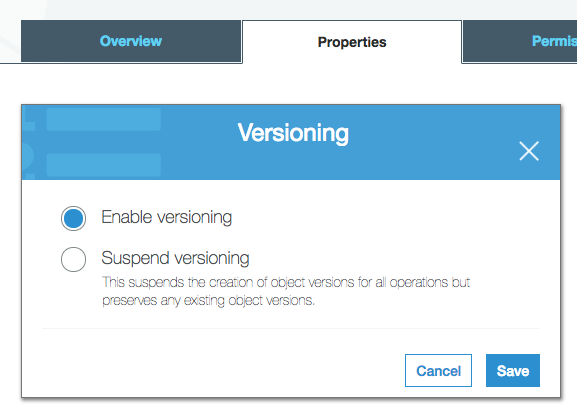 Overview
Properties
Permis
Versioning
Enable versioning
Suspend versioning
This suspends the creation of object versions for all operations but
preserves any existing object versions.
Cancel
Save